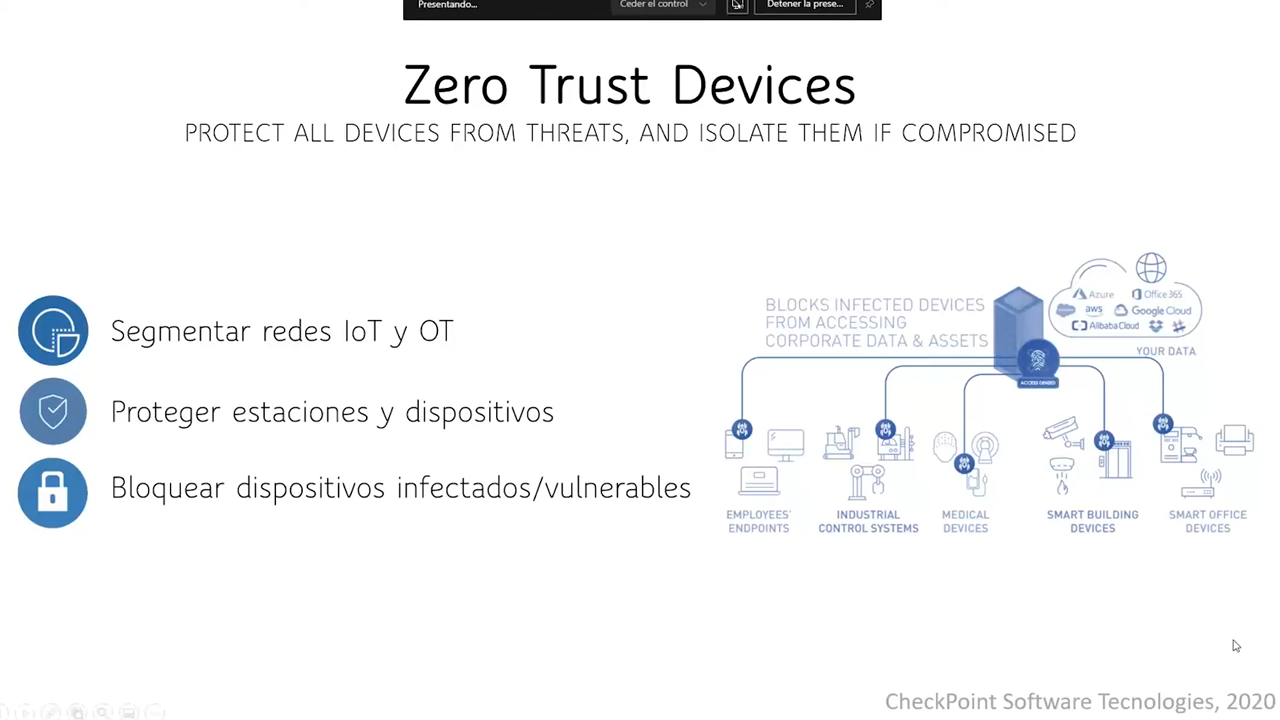 Presentando...
Ceder el control
Detener la prese...
Zero Trust Devices
PROTECT ALL DEVICES FROM THREATS, AND ISOLATE THEM IF COMPROMISED
Segmentar redes IoT y OT
Proteger estaciones y dispositivos
Bloquear dispositivos infectados/vulnerables
BLOCKS INFECTED DEVICES
FROM ACCESSING
CORPORATE DATA & ASSETS
Azure
Office 365
aws
Google Cloud
Alibaba Cloud
YOUR DATA
ACCESS DENIED
EMPLOYEES'
ENDPOINTS
INDUSTRIAL
CONTROL SYSTEMS
MEDICAL
DEVICES
SMART BUILDING
DEVICES
SMART OFFICE
DEVICES
CheckPoint Software Tecnologies, 2020